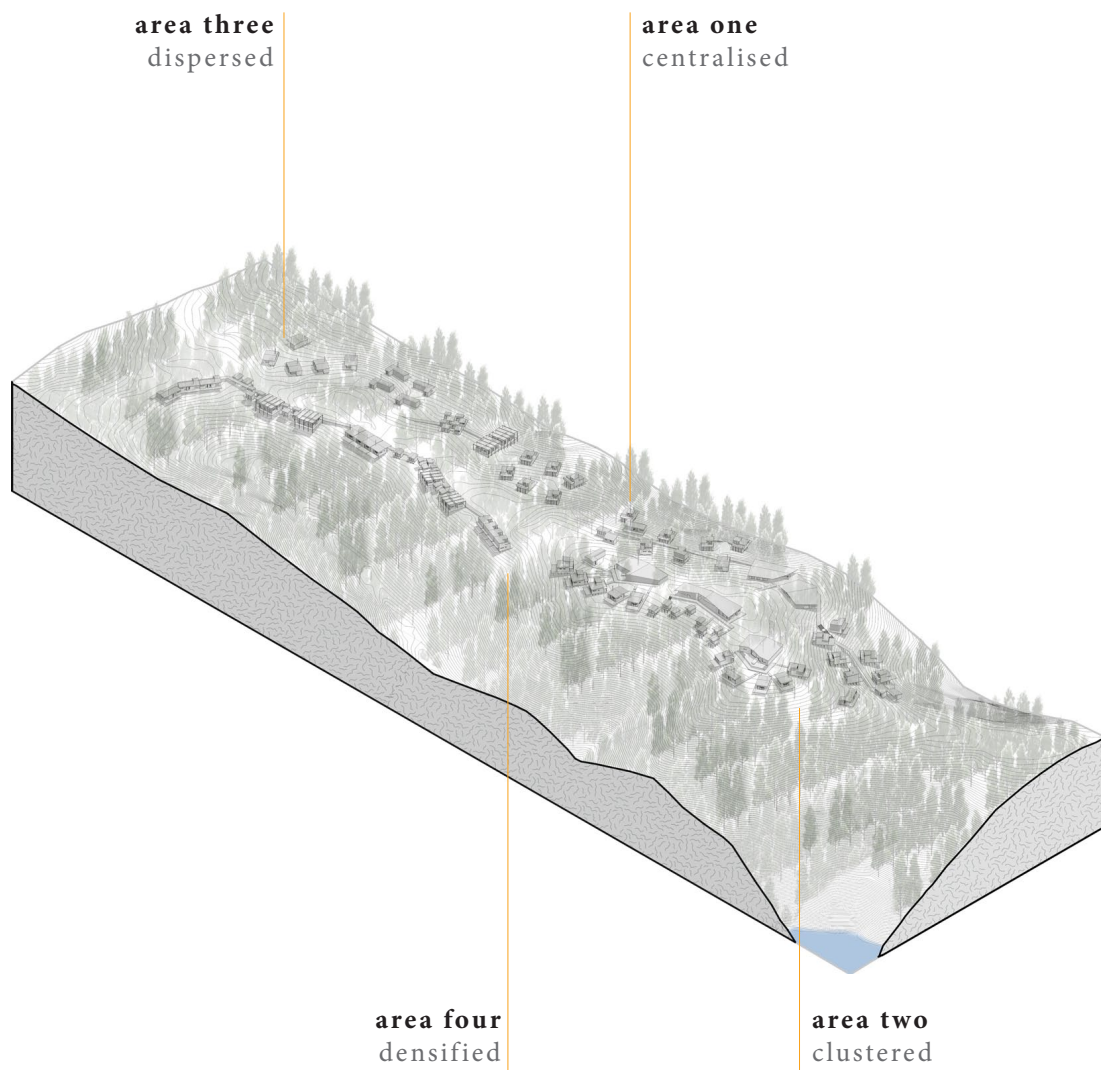 area three
dispersed
area one
centralised
area four
densified
area two
clustered